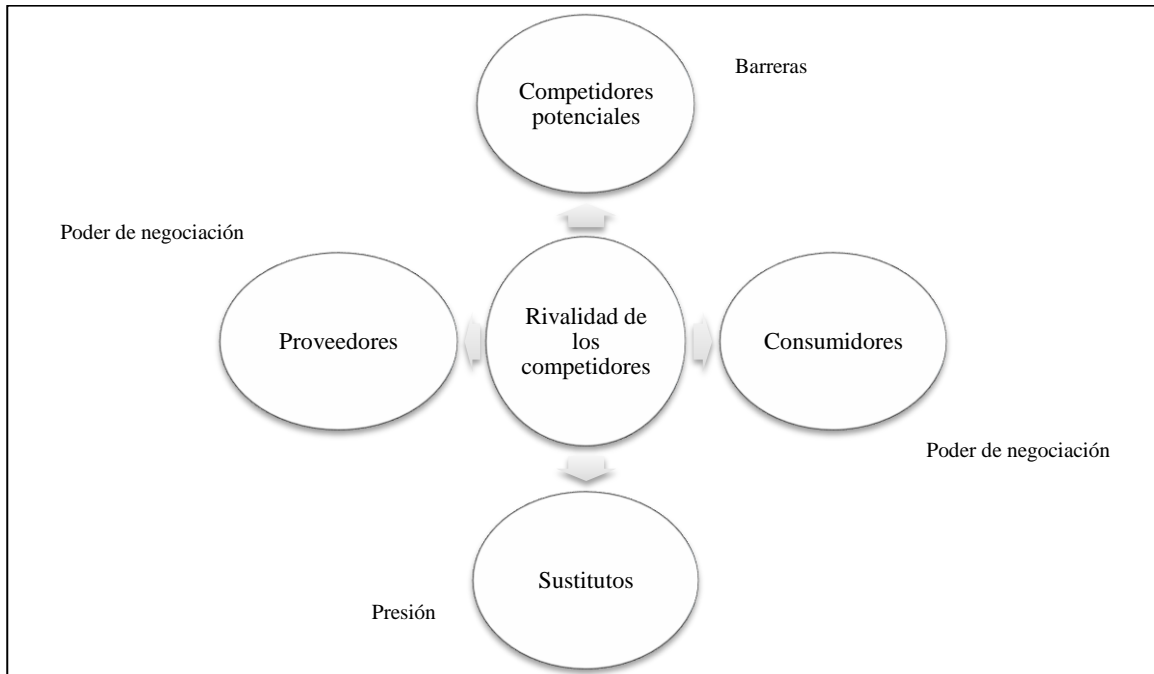 Competidores
potenciales
Barreras
Poder de negociación
Proveedores
Rivalidad de
los
competidores
Consumidores
Poder de negociación
Sustitutos
Presión